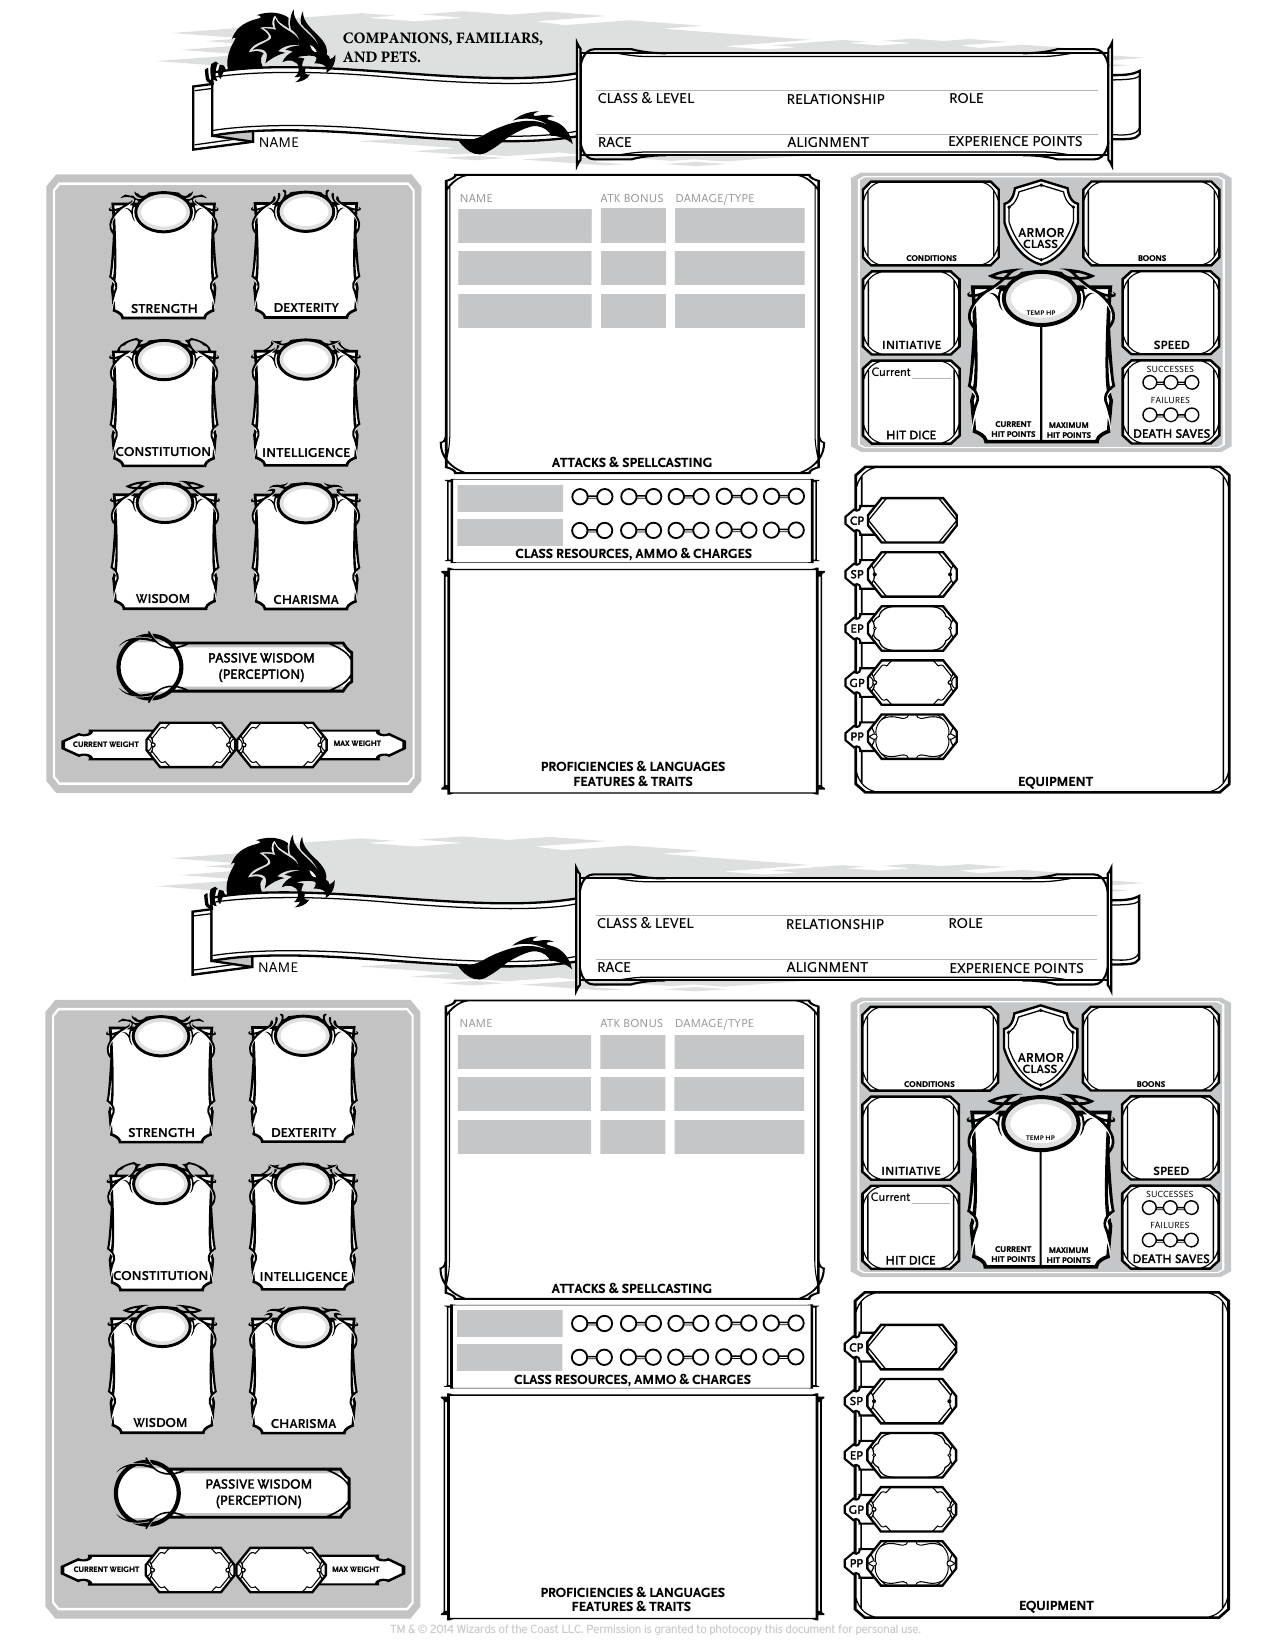 COMPANIONS, FAMILIARS,
AND PETS.
NAME
CLASS & LEVEL RELATIONSHIP ROLE
RACE ALIGNMENT EXPERIENCE POINTS
STRENGTH DEXTERITY
CONSTITUTION INTELLIGENCE
WISDOM CHARISMA
PASSIVE WISDOM
(PERCEPTION)
CURRENT WEIGHT MAX WEIGHT
NAME ATK BONUS DAMAGE/TYPE
ATTACKS & SPELLCASTING
CLASS RESOURCES, AMMO & CHARGES
PROFICIENCIES & LANGUAGES
FEATURES & TRAITS
CONDITIONS
ARMOR
CLASS
BOONS
INITIATIVE
TEMP HP
SPEED
Current
HIT DICE
CURRENT
HIT POINTS
MAXIMUM
HIT POINTS
SUCCESSES
FAILURES
DEATH SAVES
CP
SP
EP
GP
PP
EQUIPMENT
NAME
CLASS & LEVEL RELATIONSHIP ROLE
RACE ALIGNMENT EXPERIENCE POINTS
STRENGTH DEXTERITY
CONSTITUTION INTELLIGENCE
WISDOM CHARISMA
PASSIVE WISDOM
(PERCEPTION)
CURRENT WEIGHT MAX WEIGHT
NAME ATK BONUS DAMAGE/TYPE
ATTACKS & SPELLCASTING
CLASS RESOURCES, AMMO & CHARGES
PROFICIENCIES & LANGUAGES
FEATURES & TRAITS
CONDITIONS
ARMOR
CLASS
BOONS
INITIATIVE
TEMP HP
SPEED
Current
HIT DICE
CURRENT
HIT POINTS
MAXIMUM
HIT POINTS
SUCCESSES
FAILURES
DEATH SAVES
CP
SP
EP
GP
PP
EQUIPMENT
TM & © 2014 Wizards of the Coast LLC. Permission is granted to photocopy this document for personal use.